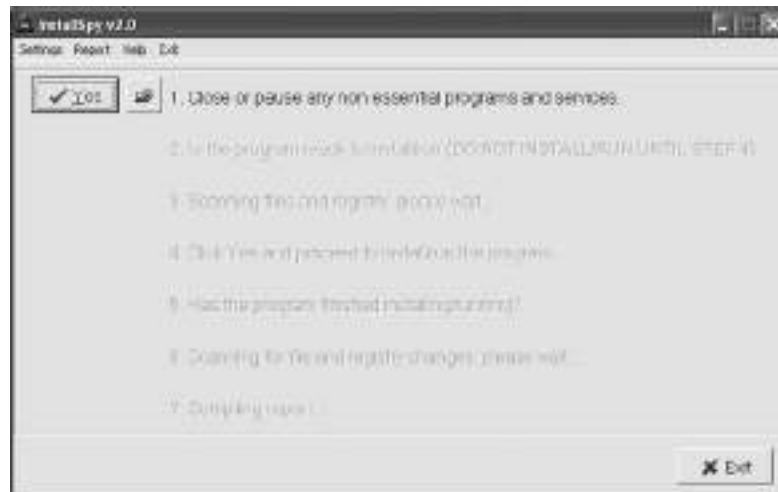 InstallSpy v2.0
Settings Report Help Exit
Yes
1. Close or pause any non essential programs and services.
2. Is the program ready to install/run (DO NOT INSTALL/RUN UNTIL STEP 4)
3. Scanning files and registry, please wait...
4. Click Yes and proceed to install/run the program.
5. Has the program finished installing/running?
6. Scanning for file and registry changes, please wait...
7. Compiling report...
Exit